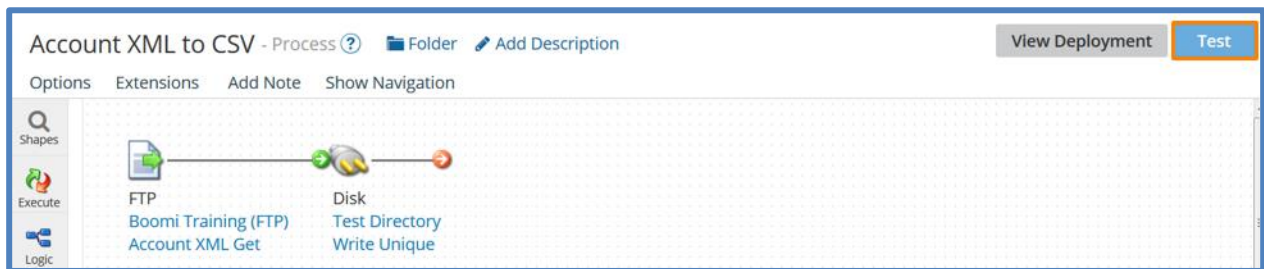 Account XML to CSV - Process ? Folder Add Description View Deployment Test
Options Extensions Add Note Show Navigation
Shapes
Execute
Logic
FTP Disk
Boomi Training (FTP) Test Directory
Account XML Get Write Unique